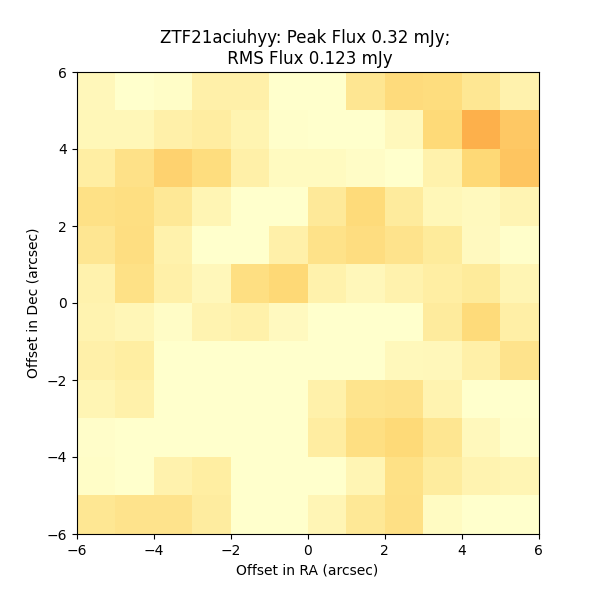 ZTF21aciuhyy: Peak Flux 0.32 mJy;
RMS Flux 0.123 mJy
6
4
2
0
−2
−4
−6
Offset in Dec (arcsec)
−6 −4 −2 0 2 4 6
Offset in RA (arcsec)